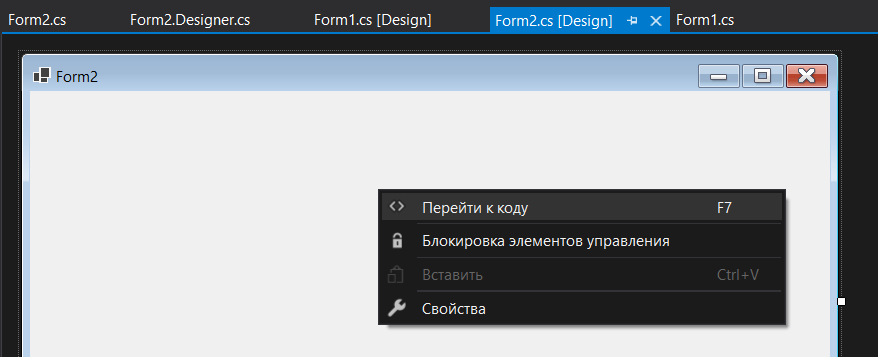 Form2.cs Form2.Designer.cs Form1.cs [Design] Form2.cs [Design] Form1.cs
Form2
Перейти к коду F7
Блокировка элементов управления
Вставить Ctrl+V
Свойства